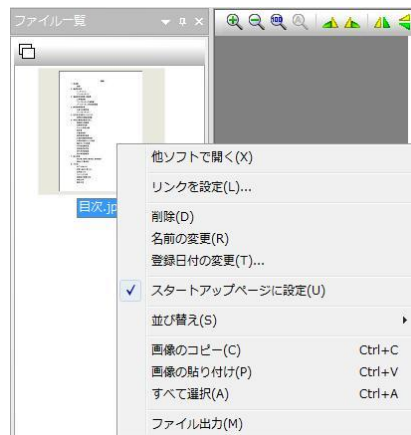 ファイル一覧
100
目次.jp
他ソフトで開く(X)
リンクを設定(L)...
削除(D)
名前の変更(R)
登録日付の変更(T)...
スタートアップページに設定(U)
並び替え(S)
画像のコピー(C) Ctrl+C
画像の貼り付け(P) Ctrl+V
すべて選択(A) Ctrl+A
ファイル出力(M)